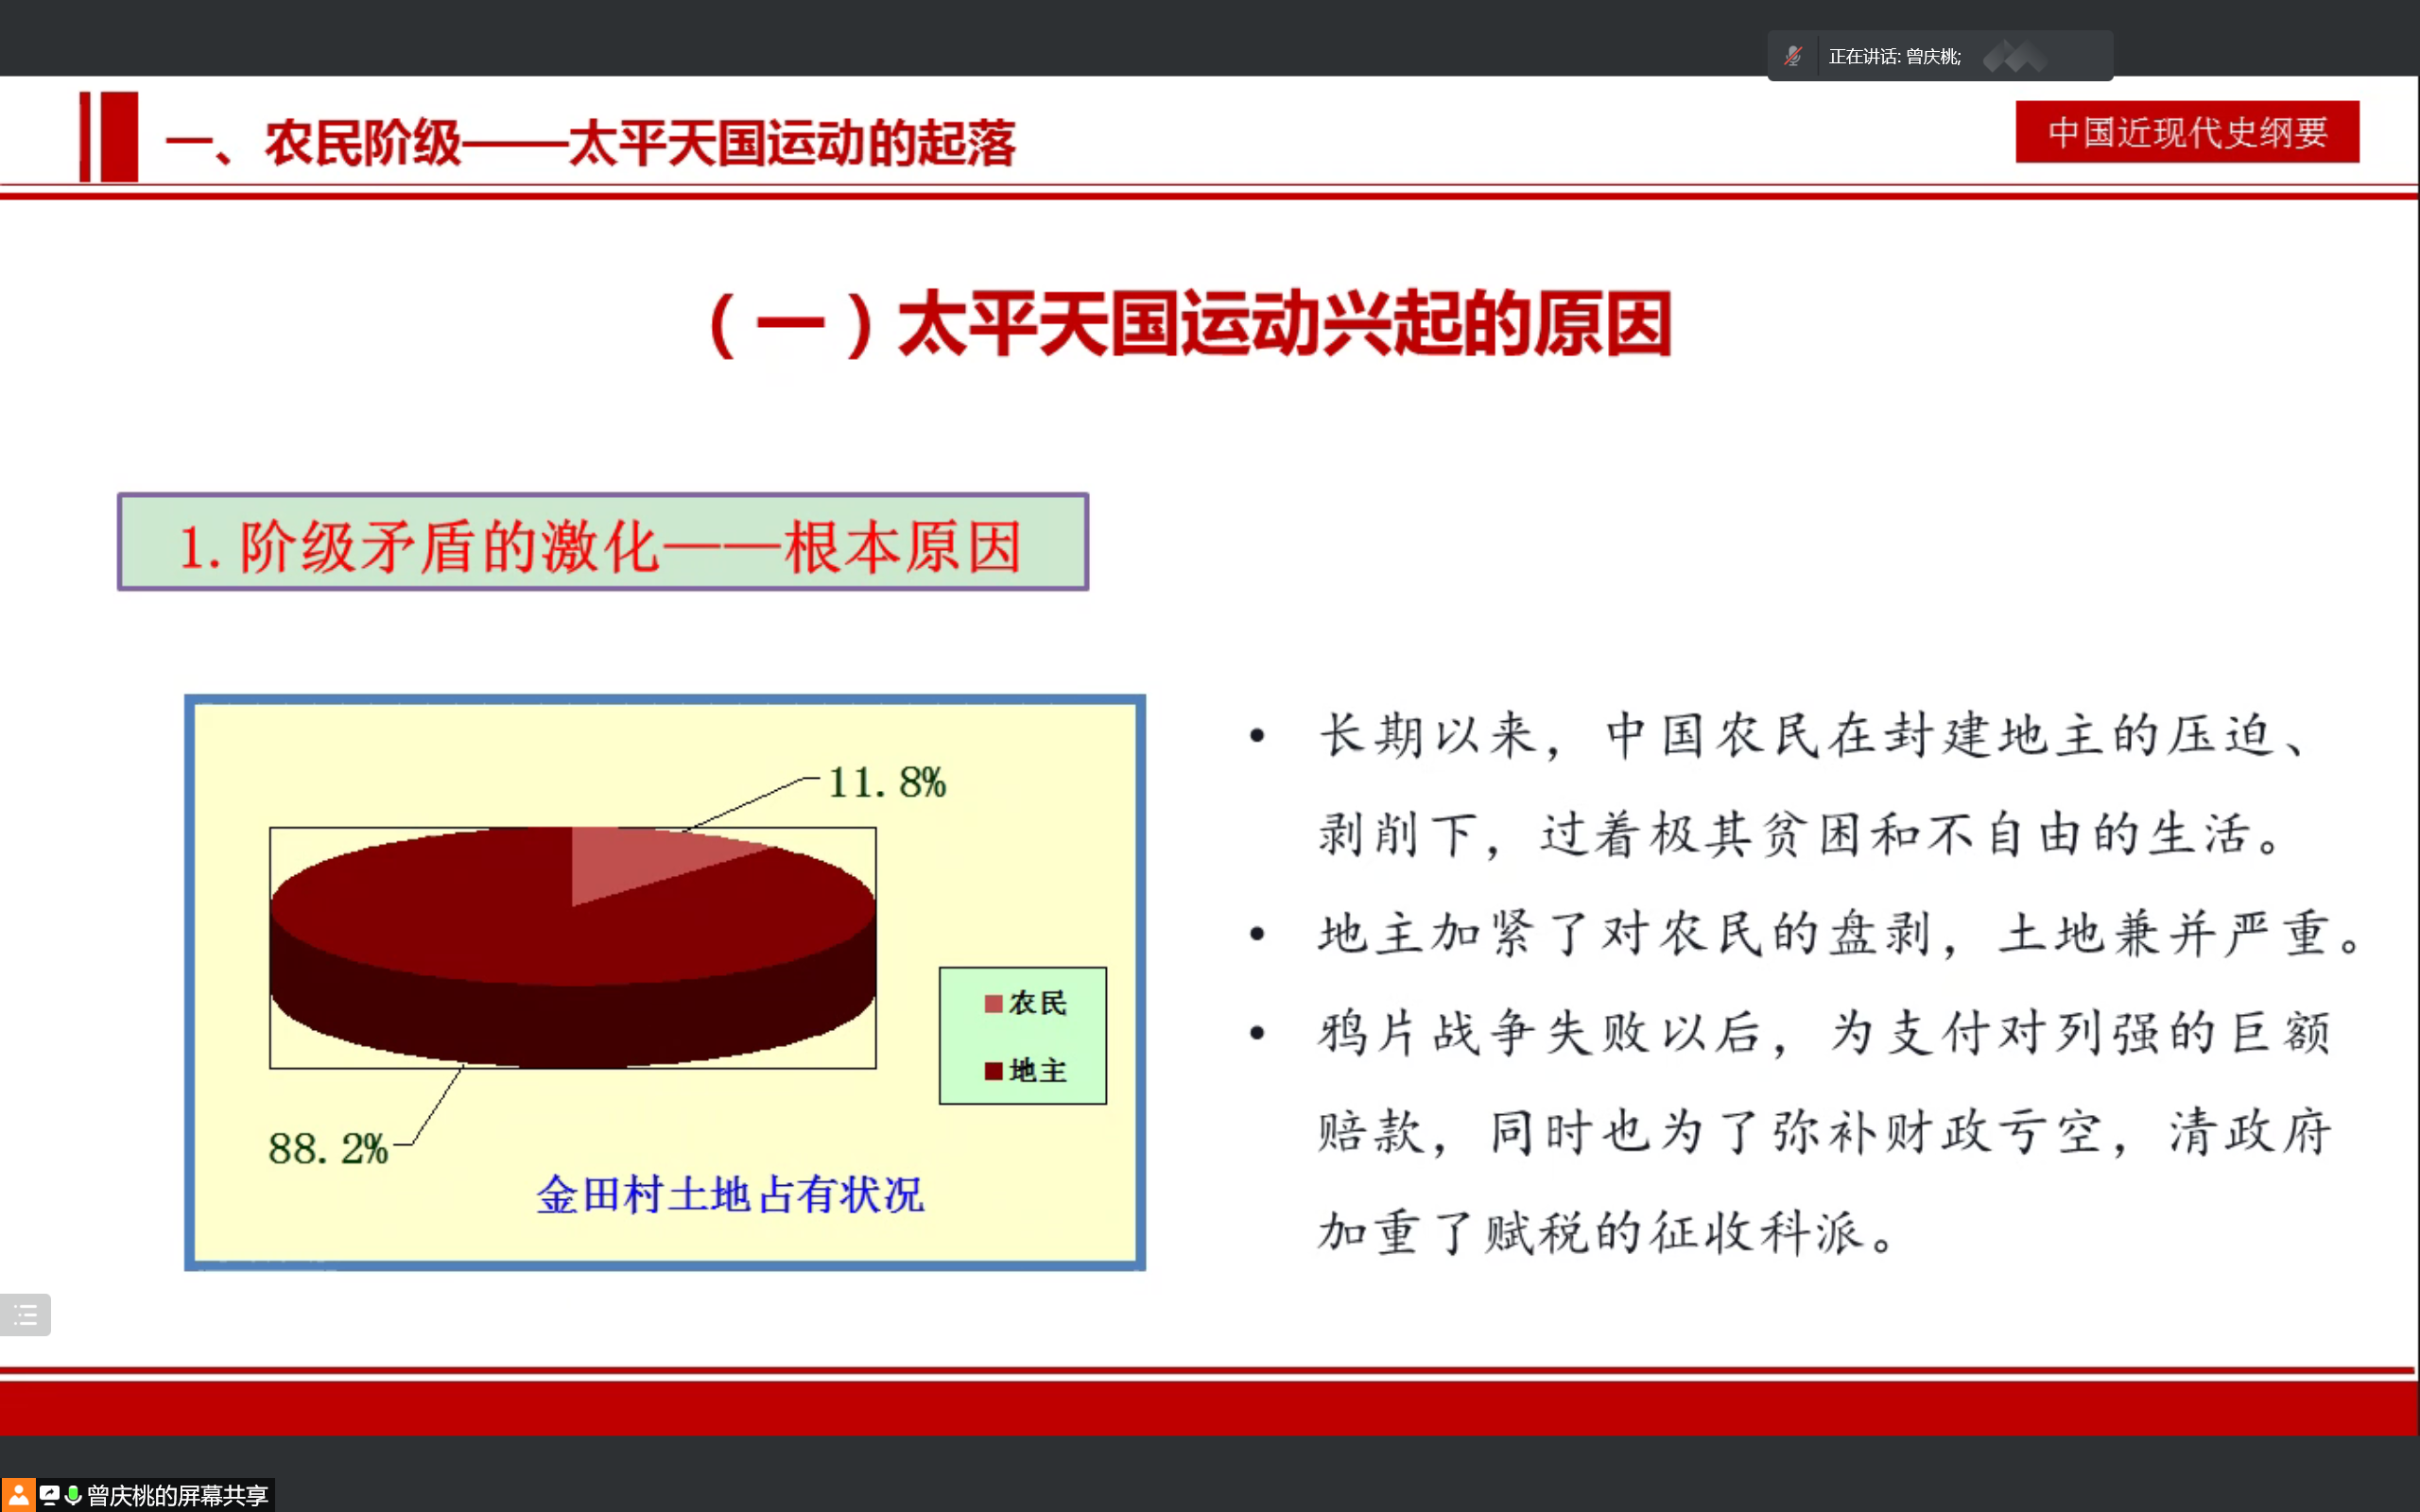 正在讲话: 曾庆桃;
一、农民阶级——太平天国运动的起落
中国近现代史纲要
（一）太平天国运动兴起的原因
1.阶级矛盾的激化——根本原因
11.8%
农民
地主
88.2%
金田村土地占有状况
• 长期以来，中国农民在封建地主的压迫、
剥削下，过着极其贫困和不自由的生活。
• 地主加紧了对农民的盘剥，土地兼并严重。
• 鸦片战争失败以后，为支付对列强的巨额
赔款，同时也为了弥补财政亏空，清政府
加重了赋税的征收科派。
曾庆桃的屏幕共享